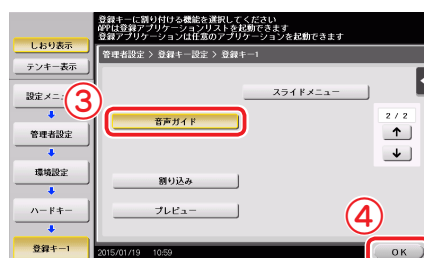 登録キーに割り付ける機能を選択してください
APPは登録アプリケーションリストを起動できます
登録アプリケーションは任意のアプリケーションを起動できます
しおり表示
テンキー表示
管理者設定 > 登録キー設定 > 登録キー1
設定メニュ
③
スライドメニュー
音声ガイド
2 / 2
↑
↓
管理者設定
環境設定
割り込み
ハードキー
プレビュー
④
登録キー1
2015/01/19 10:59
OK